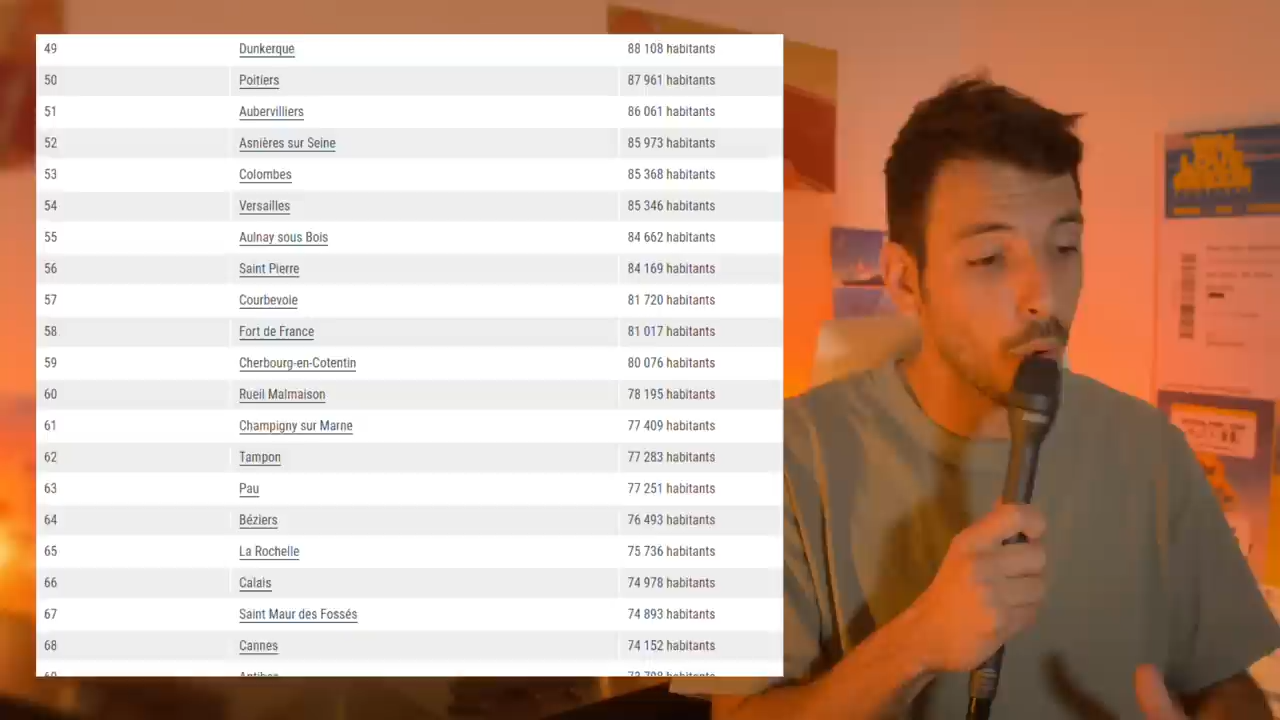 49 Dunkerque 88 108 habitants
50 Poitiers 87 961 habitants
51 Aubervilliers 86 061 habitants
52 Asnières sur Seine 85 973 habitants
53 Colombes 85 368 habitants
54 Versailles 85 346 habitants
55 Aulnay sous Bois 84 662 habitants
56 Saint Pierre 84 169 habitants
57 Courbevoie 81 720 habitants
58 Fort de France 81 017 habitants
59 Cherbourg-en-Cotentin 80 076 habitants
60 Rueil Malmaison 78 195 habitants
61 Champigny sur Marne 77 409 habitants
62 Tampon 77 283 habitants
63 Pau 77 251 habitants
64 Béziers 76 493 habitants
65 La Rochelle 75 736 habitants
66 Calais 74 978 habitants
67 Saint Maur des Fossés 74 893 habitants
68 Cannes 74 152 habitants